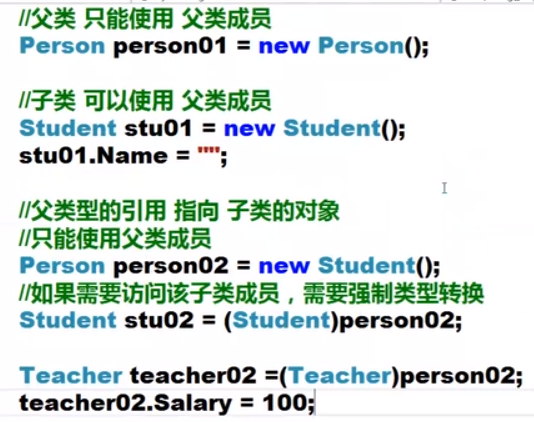 //父类 只能使用 父类成员
Person person01 = new Person();
//子类 可以使用 父类成员
Student stu01 = new Student();
stu01.Name = "";
//父类型的引用 指向 子类的对象
//只能使用父类成员
Person person02 = new Student();
//如果需要访问该子类成员，需要强制类型转换
Student stu02 = (Student)person02;
Teacher teacher02 =(Teacher)person02;
teacher02.Salary = 100;